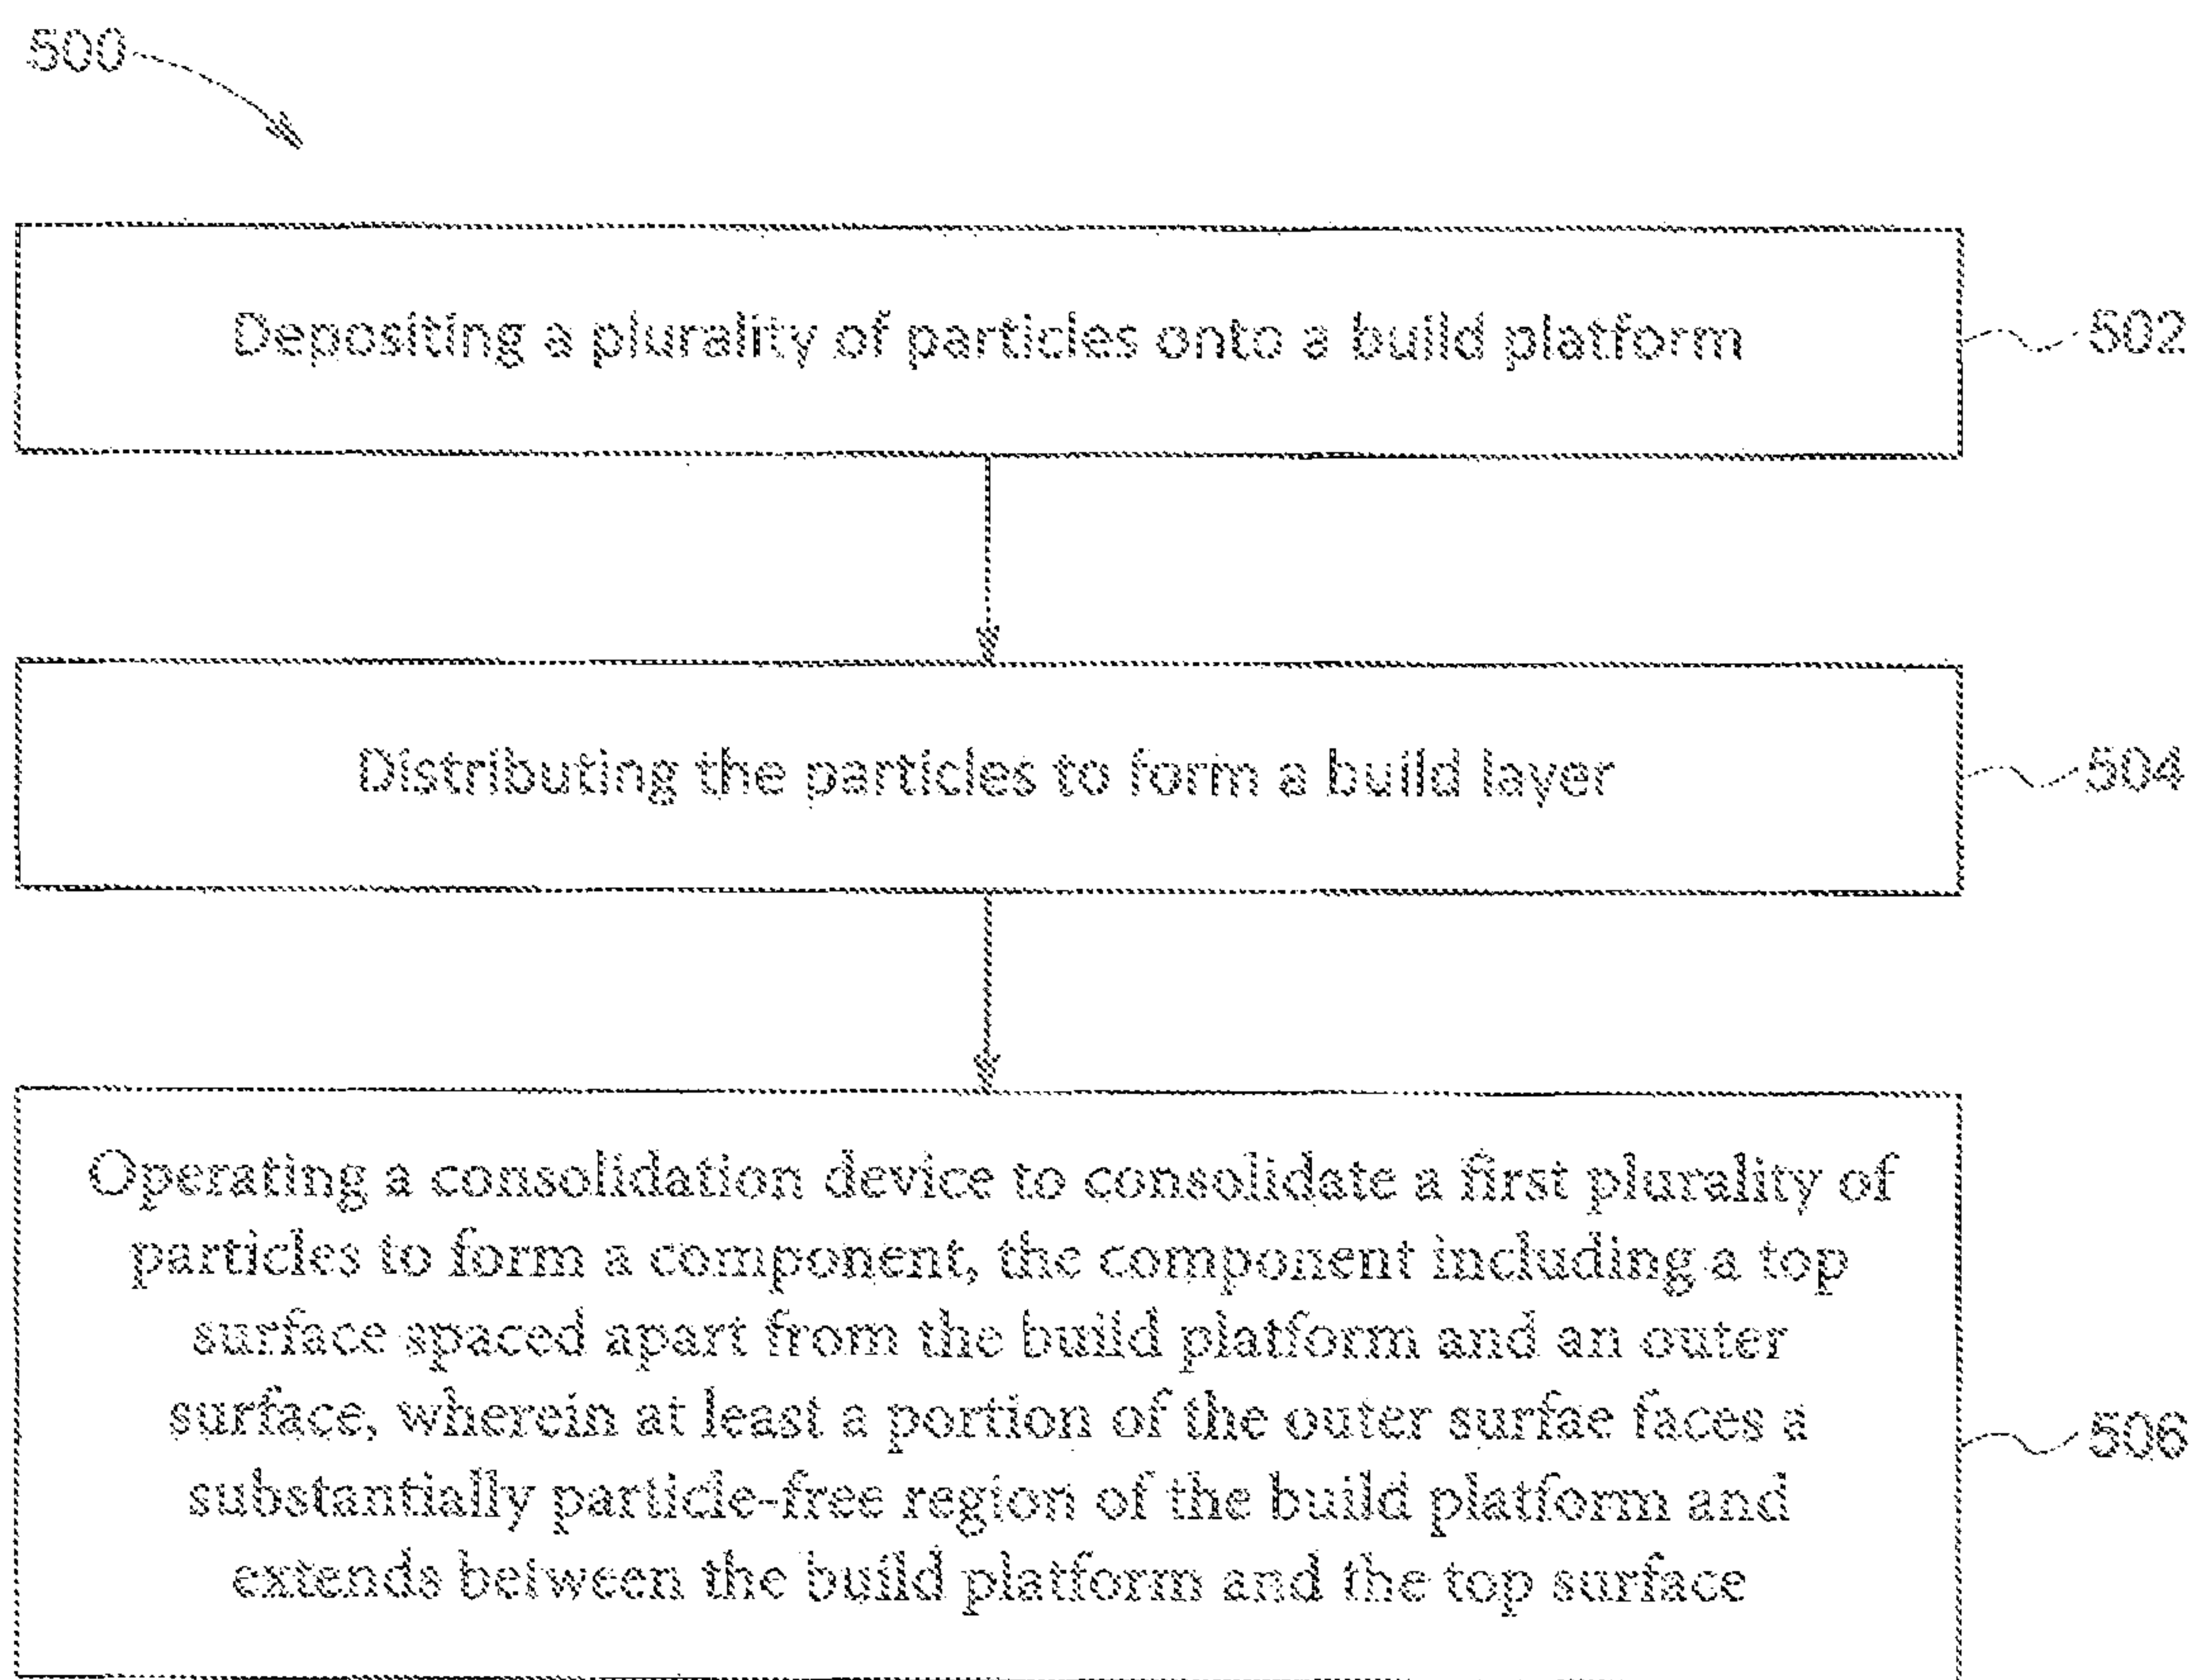 500
Depositing a plurality of particles onto a build platform
502
Distributing the particles to form a build layer
504
Operating a consolidation device to consolidate a first plurality of
particles to form a component, the component including a top
surface spaced apart from the build platform and an outer
surface, wherein at least a portion of the outer surfae faces a
substantially particle-free region of the build platform and
extends between the build platform and the top surface
506